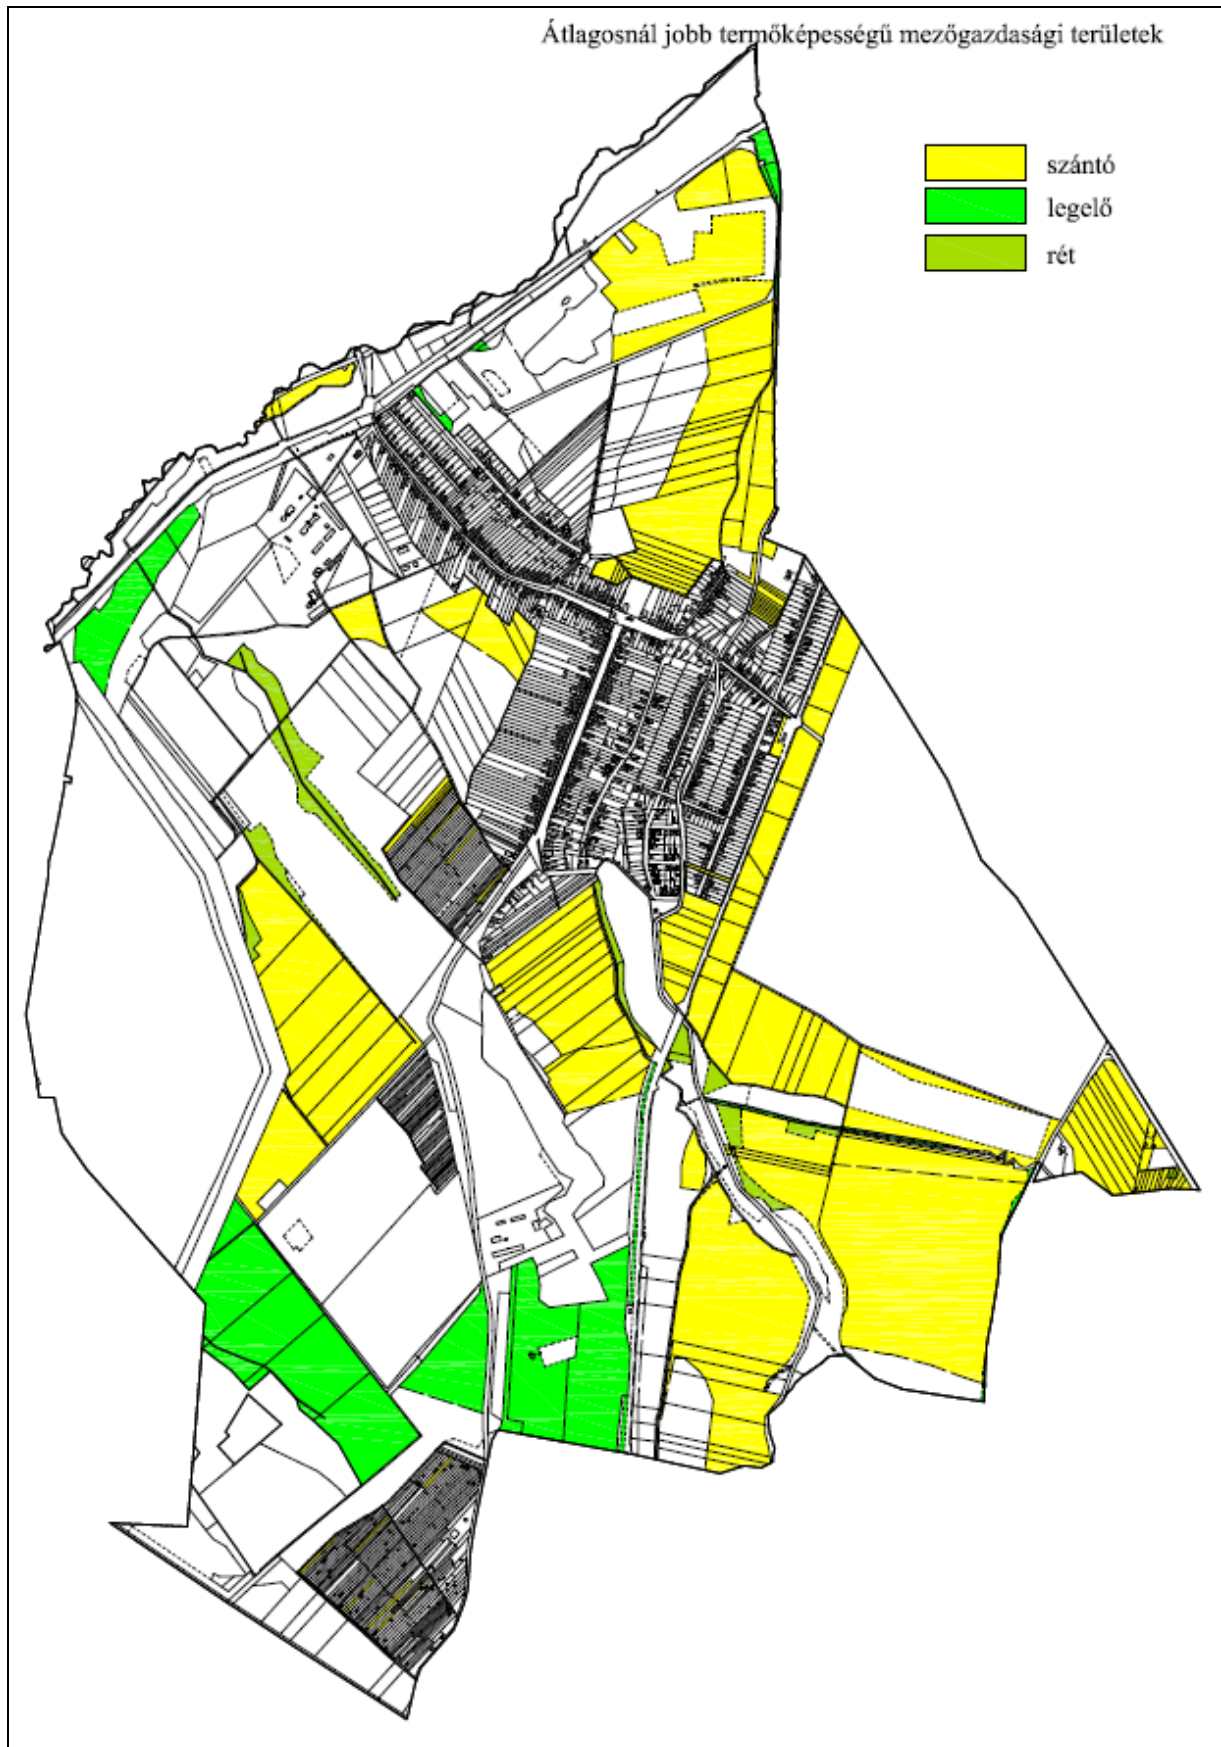 Átlagosnál jobb termőképességű mezőgazdasági területek
szántó
legelő
rét